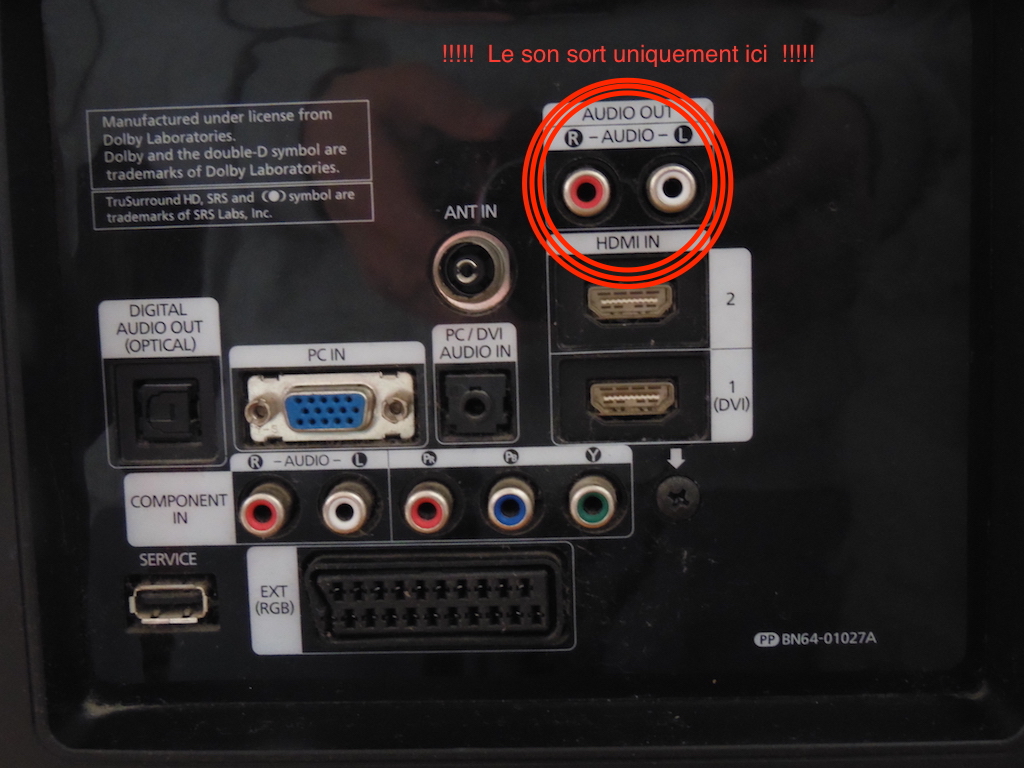 !!!!! Le son sort uniquement ici !!!!!
Manufactured under license from
Dolby Laboratories.
Dolby and the double-D symbol are
trademarks of Dolby Laboratories.
TruSurround HD, SRS and symbol are
trademarks of SRS Labs, Inc.
AUDIO OUT
R - AUDIO - L
ANT IN
HDMI IN
2
DIGITAL
AUDIO OUT
(OPTICAL)
PC IN
PC / DVI
AUDIO IN
1
(DVI)
R - AUDIO - L
PR
PB
Y
COMPONENT
IN
SERVICE
EXT
(RGB)
PP BN64-01027A